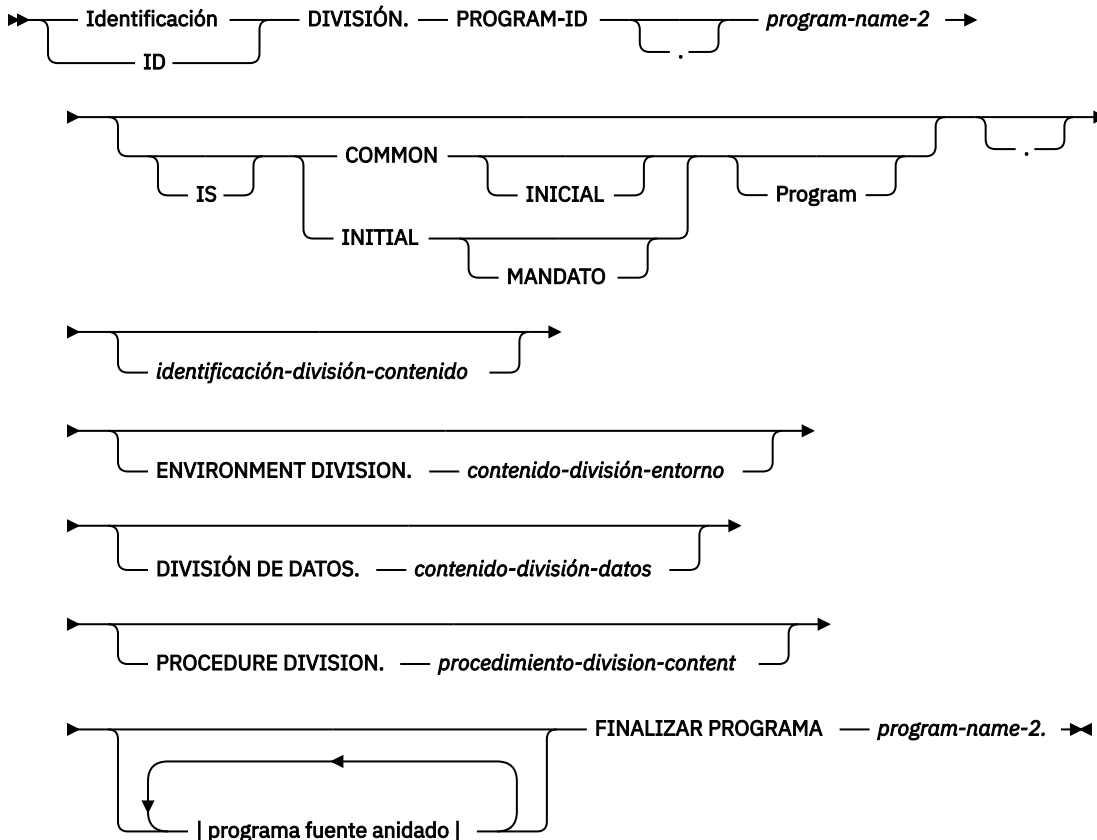 Identificación DIVISIÓN. PROGRAM-ID program-name-2
ID .
COMMON .
IS INICIAL Program
INITIAL
MANDATO
identificación-división-contenido
ENVIRONMENT DIVISION. contenido-división-entorno
DIVISIÓN DE DATOS. contenido-división-datos
PROCEDURE DIVISION. procedimiento-division-content
FINALIZAR PROGRAMA program-name-2.
| programa fuente anidado |